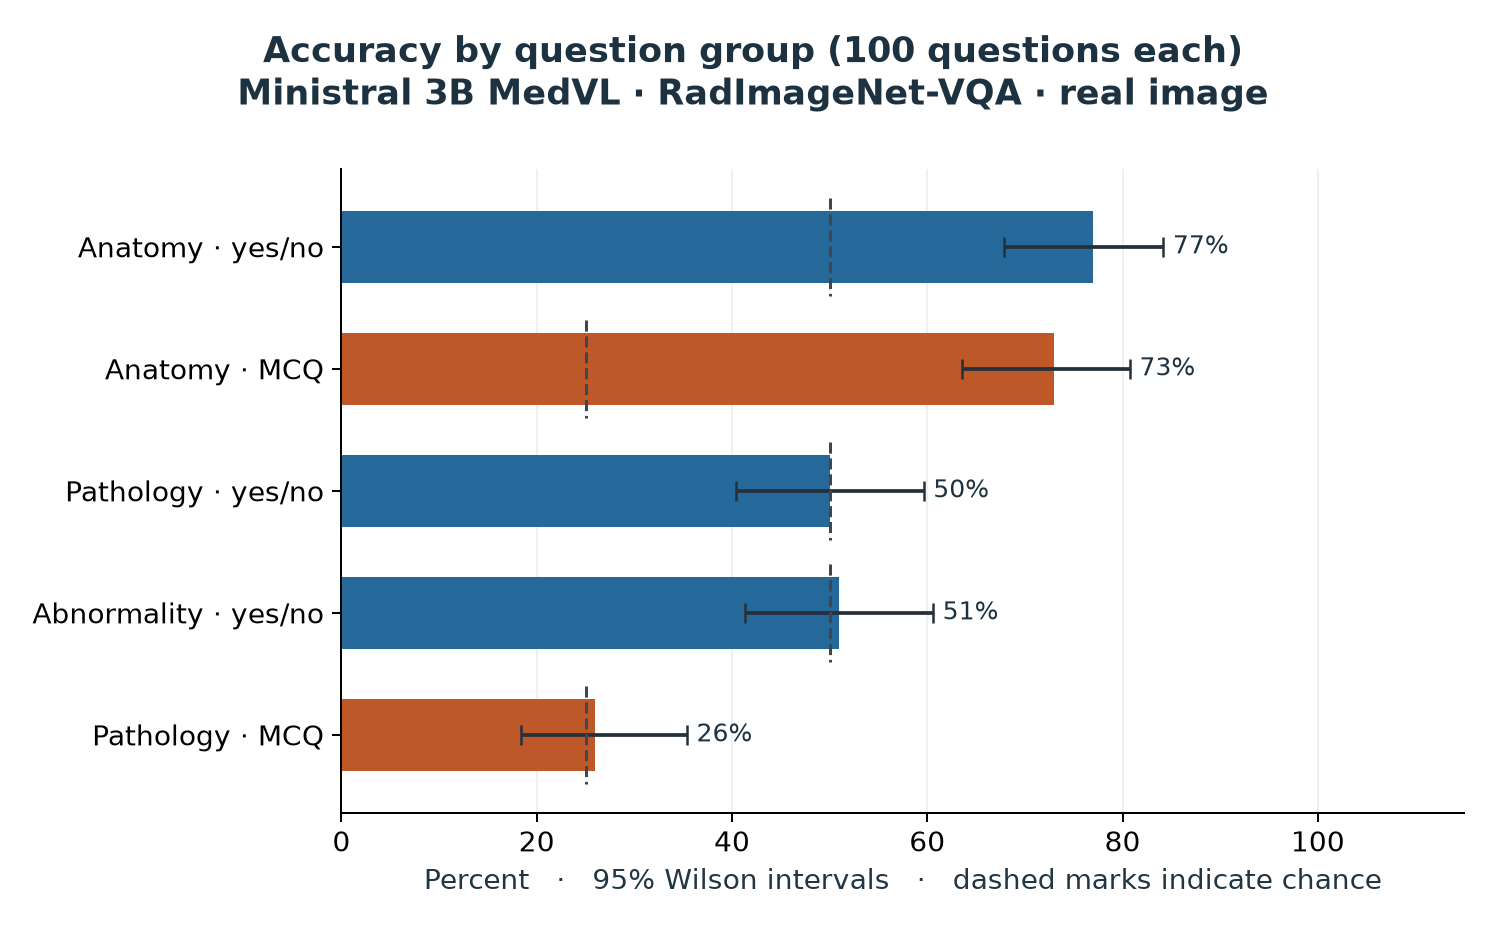 Accuracy by question group (100 questions each)
Ministral 3B MedVL · RadImageNet-VQA · real image
Anatomy · yes/no
77%
Anatomy · MCQ
73%
Pathology · yes/no
50%
Abnormality · yes/no
51%
Pathology · MCQ
26%
0 20 40 60 80 100
Percent · 95% Wilson intervals · dashed marks indicate chance